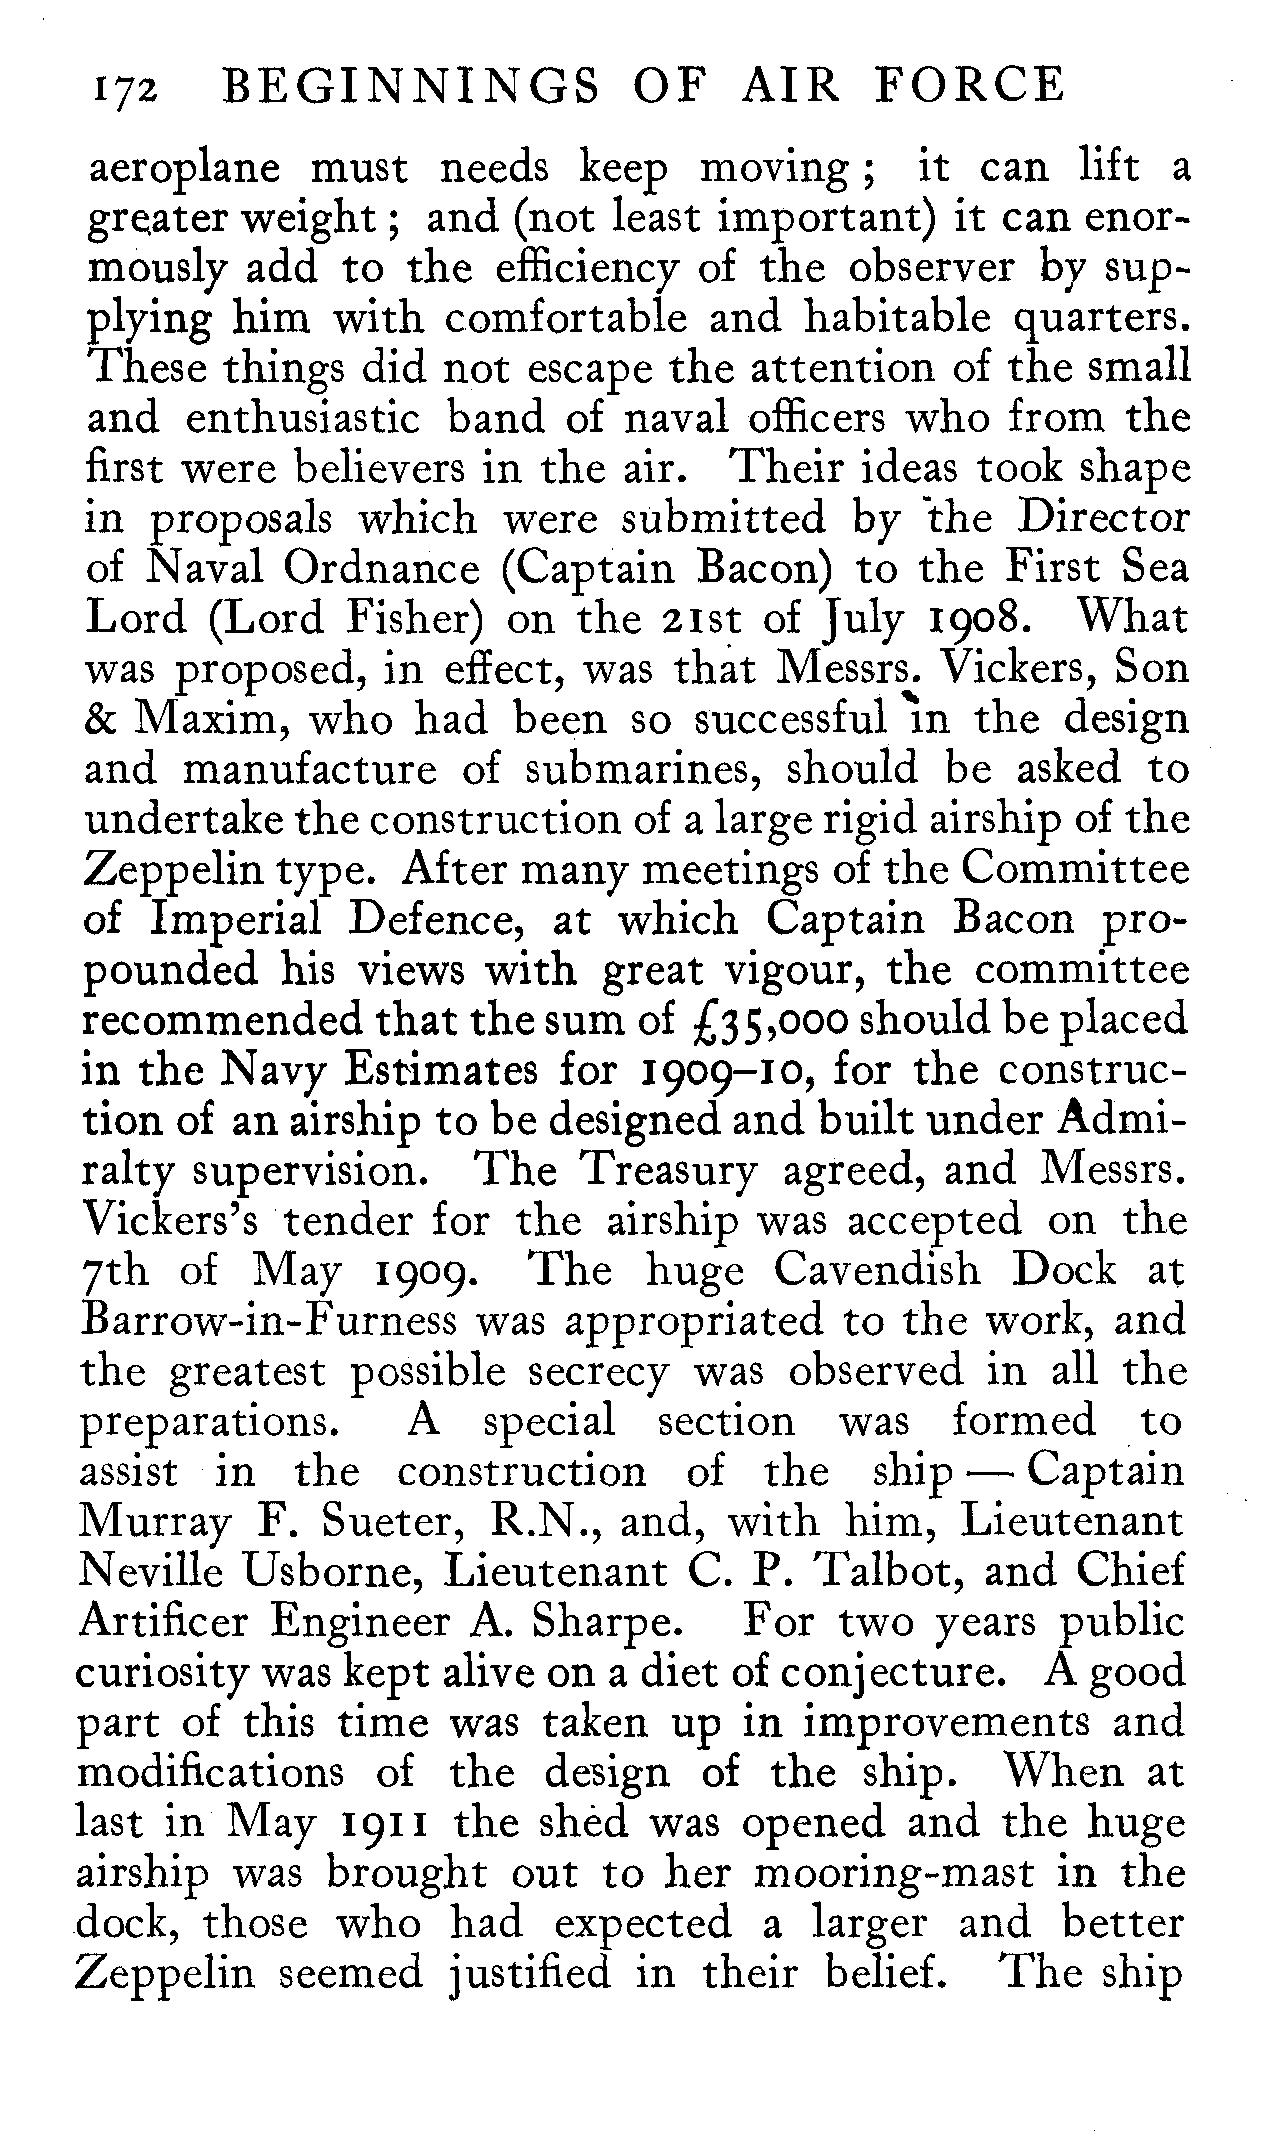 172 BEGINNINGS OF AIR FORCE
aeroplane must needs keep moving ; it can lift a
greater weight ; and (not least important) it can enor-
mously add to the efficiency of the observer by sup-
plying him with comfortable and habitable quarters.
These things did not escape the attention of the small
and enthusiastic band of naval officers who from the
first were believers in the air. Their ideas took shape
in proposals which were submitted by the Director
of Naval Ordnance (Captain Bacon) to the First Sea
Lord (Lord Fisher) on the 21st of July 1908. What
was proposed, in effect, was that Messrs. Vickers, Son
& Maxim, who had been so successful in the design
and manufacture of submarines, should be asked to
undertake the construction of a large rigid airship of the
Zeppelin type. After many meetings of the Committee
of Imperial Defence, at which Captain Bacon pro-
pounded his views with great vigour, the committee
recommended that the sum of £35,000 should be placed
in the Navy Estimates for 1909–10, for the construc-
tion of an airship to be designed and built under Admi-
ralty supervision. The Treasury agreed, and Messrs.
Vickers's tender for the airship was accepted on the
7th of May 1909. The huge Cavendish Dock at
Barrow-in-Furness was appropriated to the work, and
the greatest possible secrecy was observed in all the
preparations. A special section was formed to
assist in the construction of the ship — Captain
Murray F. Sueter, R.N., and, with him, Lieutenant
Neville Usborne, Lieutenant C. P. Talbot, and Chief
Artificer Engineer A. Sharpe. For two years public
curiosity was kept alive on a diet of conjecture. A good
part of this time was taken up in improvements and
modifications of the design of the ship. When at
last in May 1911 the shed was opened and the huge
airship was brought out to her mooring-mast in the
dock, those who had expected a larger and better
Zeppelin seemed justified in their belief. The ship